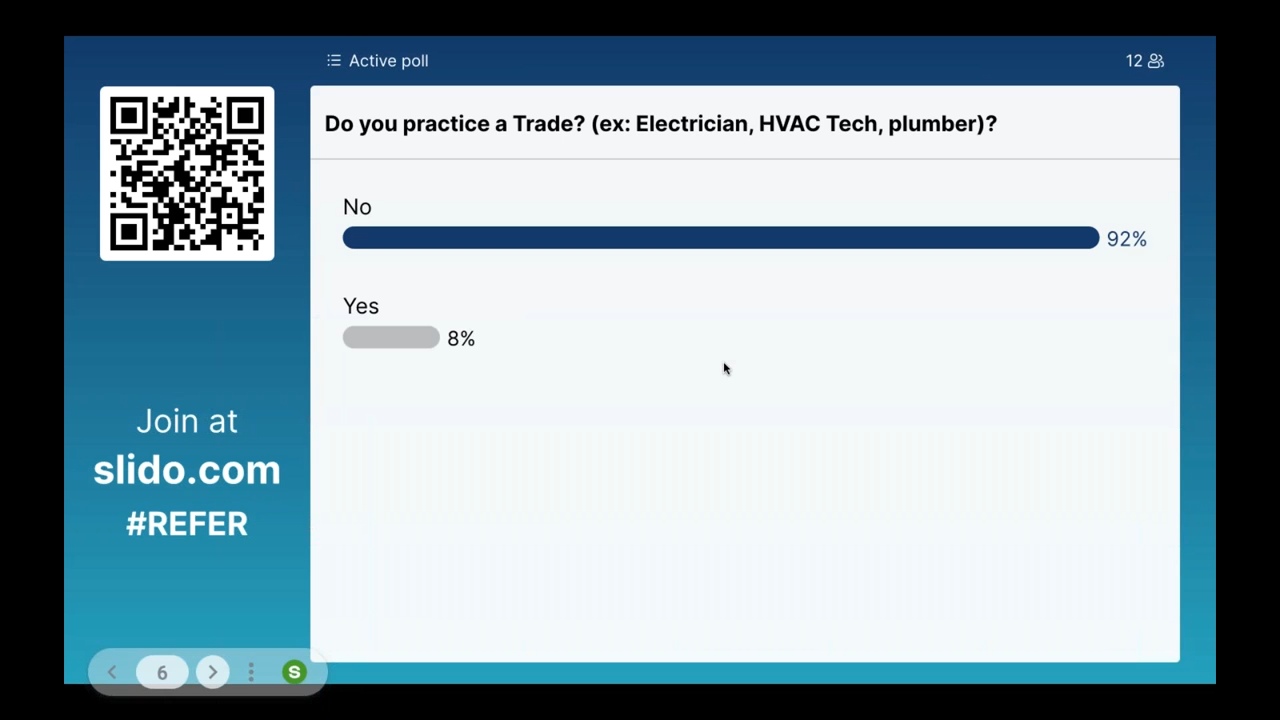 Active poll
12
Do you practice a Trade? (ex: Electrician, HVAC Tech, plumber)?
No
92%
Yes
8%
Join at
slido.com
#REFER
6
S